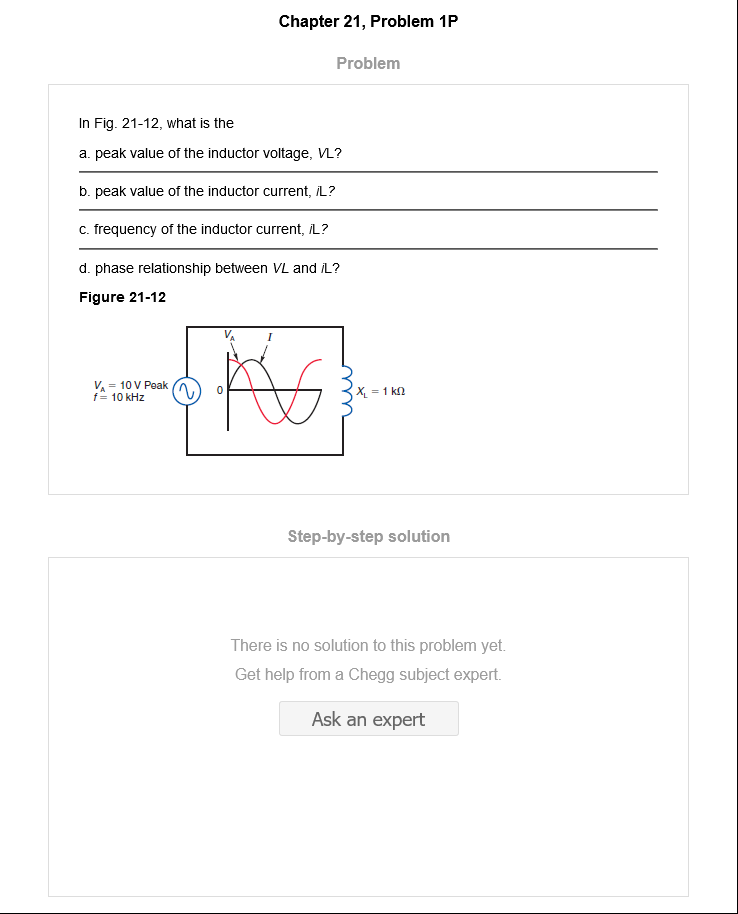 Chapter 21, Problem 1P
Problem
In Fig. 21-12, what is the
a. peak value of the inductor voltage, VL?
b. peak value of the inductor current, iL?
c. frequency of the inductor current, iL?
d. phase relationship between VL and iL?
Figure 21-12
VA I
VA = 10 V Peak
f = 10 kHz
0
XL = 1 kΩ
Step-by-step solution
There is no solution to this problem yet.
Get help from a Chegg subject expert.
Ask an expert